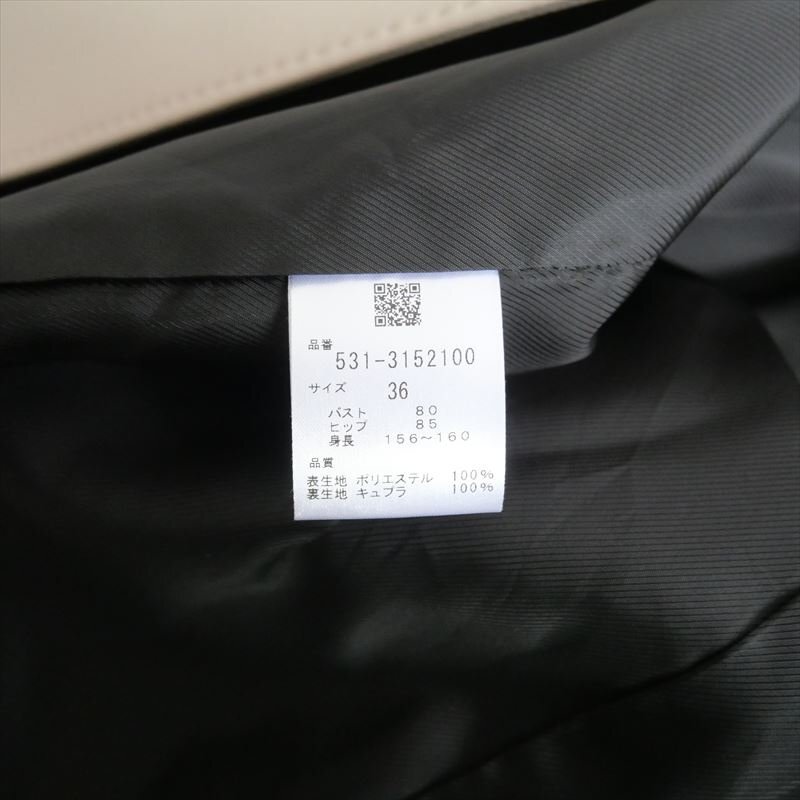 品番
531-3152100
サイズ 36
バスト 80
ヒップ 85
身長 156~160
品質
表生地 ポリエステル 100%
裏生地 キュプラ 100%